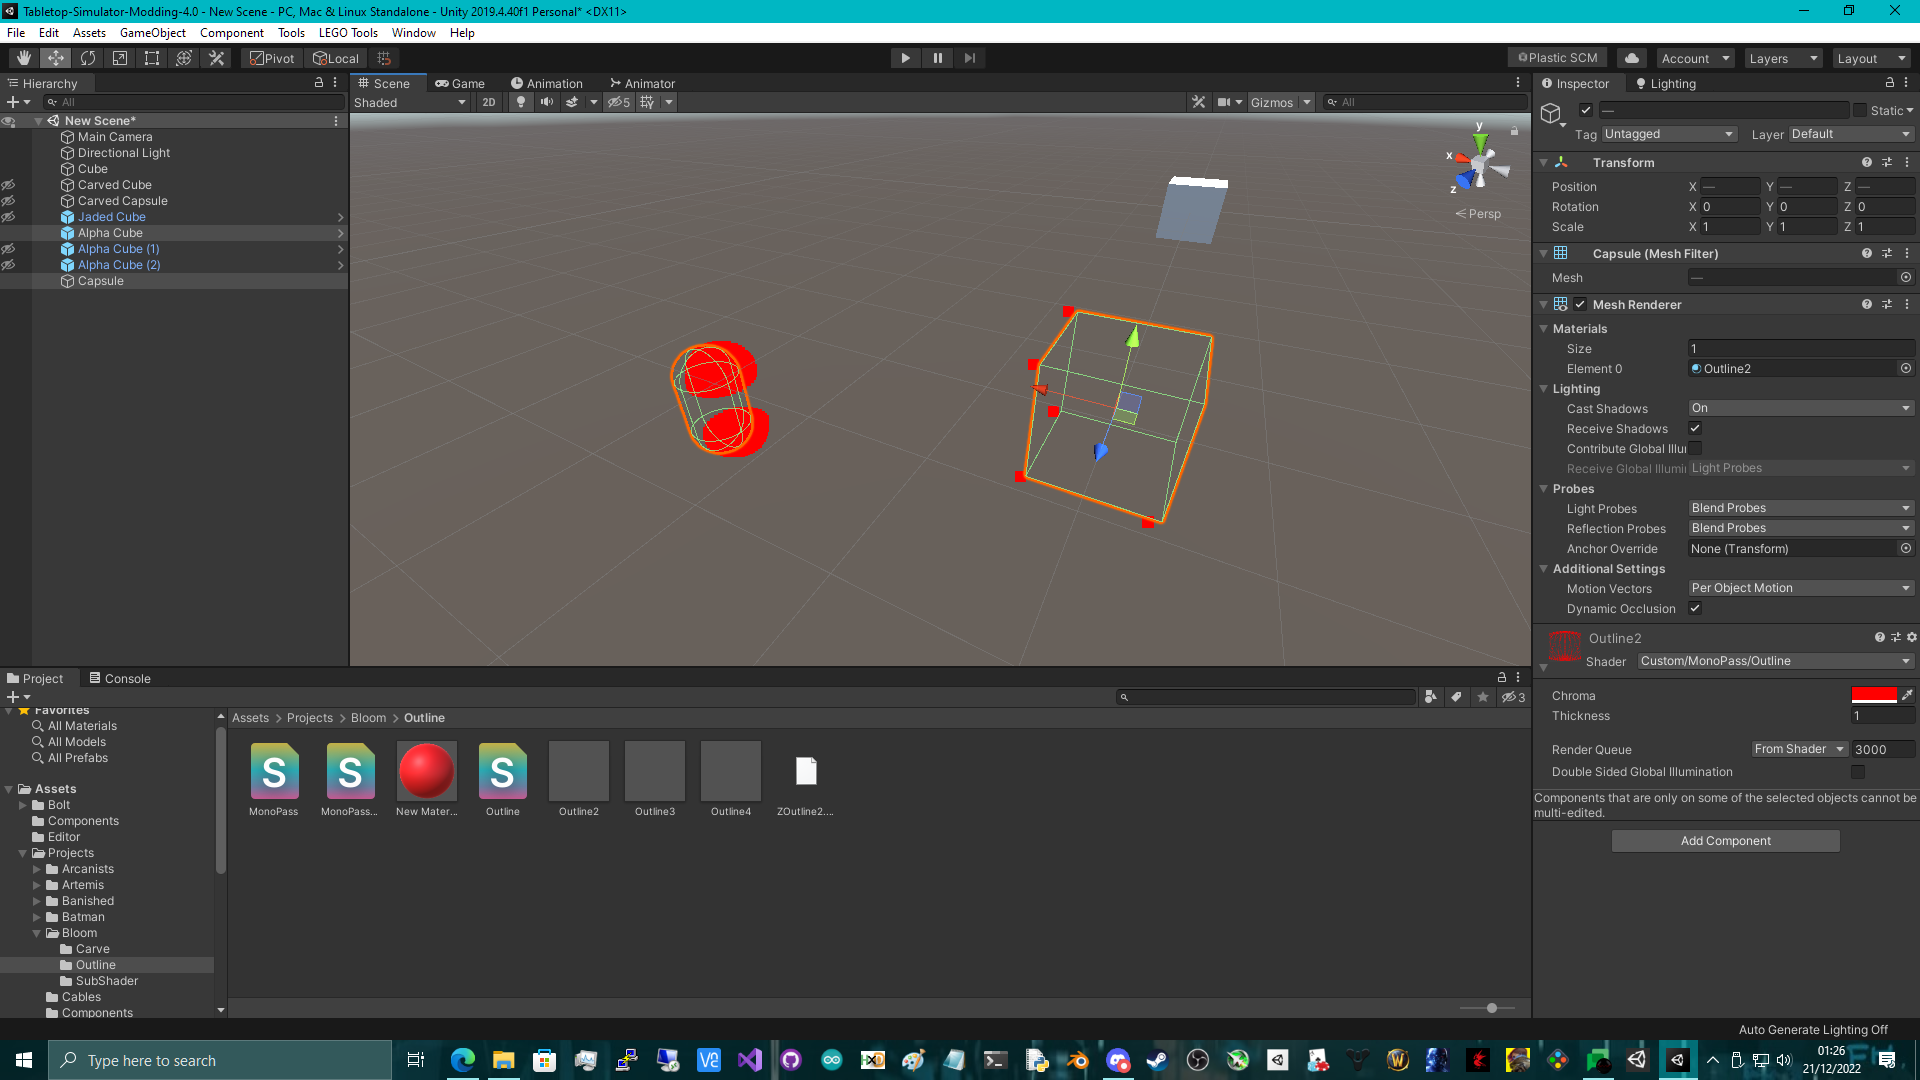 Tabletop-Simulator-Modding-4.0 - New Scene - PC, Mac & Linux Standalone - Unity 2019.4.40f1 Personal* <DX11>
File Edit Assets GameObject Component Tools LEGO Tools Window Help
Pivot Local Plastic SCM Account Layers Layout
Hierarchy
All
New Scene*
Main Camera
Directional Light
Cube
Carved Cube
Carved Capsule
Jaded Cube
Alpha Cube
Alpha Cube (1)
Alpha Cube (2)
Capsule
Scene Game Animation Animator
Shaded 2D 5 Gizmos All
y
x
z
Persp
Inspector Lighting
— Static
Tag Untagged Layer Default
Transform
Position X — Y — Z —
Rotation X 0 Y 0 Z 0
Scale X 1 Y 1 Z 1
Capsule (Mesh Filter)
Mesh —
Mesh Renderer
Materials
Size 1
Element 0 Outline2
Lighting
Cast Shadows On
Receive Shadows
Contribute Global Illumi
Receive Global Illumi Light Probes
Probes
Light Probes Blend Probes
Reflection Probes Blend Probes
Anchor Override None (Transform)
Additional Settings
Motion Vectors Per Object Motion
Dynamic Occlusion
Outline2
Shader Custom/MonoPass/Outline
Chroma
Thickness 1
Render Queue From Shader 3000
Double Sided Global Illumination
Components that are only on some of the selected objects cannot be
multi-edited.
Add Component
Project Console
3
Favorites
All Materials
All Models
All Prefabs
Assets
Bolt
Components
Editor
Projects
Arcanists
Artemis
Banished
Batman
Bloom
Carve
Outline
SubShader
Cables
Components
Assets > Projects > Bloom > Outline
MonoPass MonoPass... New Mater... Outline Outline2 Outline3 Outline4 ZOutline2....
Auto Generate Lighting Off
Type here to search
01:26
21/12/2022